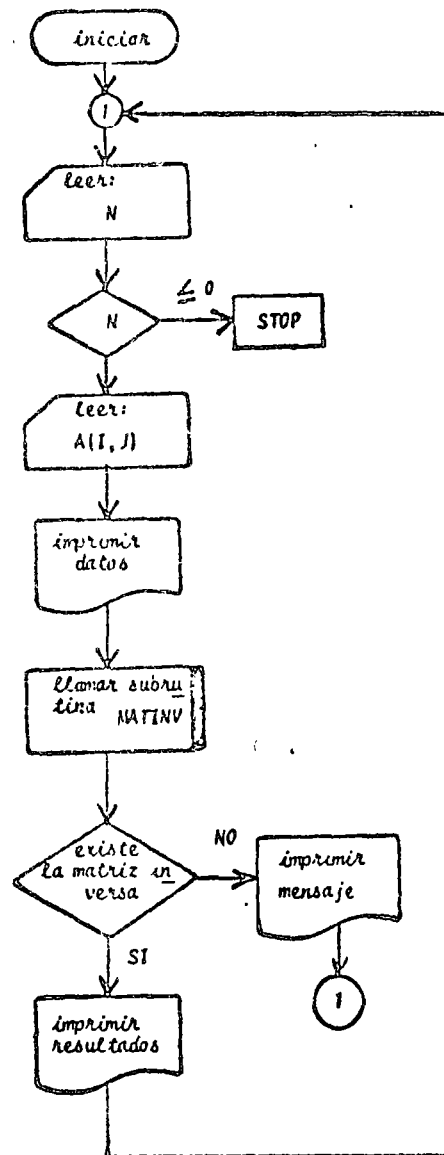 iniciar
1
leer:
N
N
≤ 0
STOP
leer:
A(I,J)
imprimir
datos
llamar subru
tina
MATINV
existe
la matriz in
versa
NO
imprimir
mensaje
SI
1
imprimir
resultados